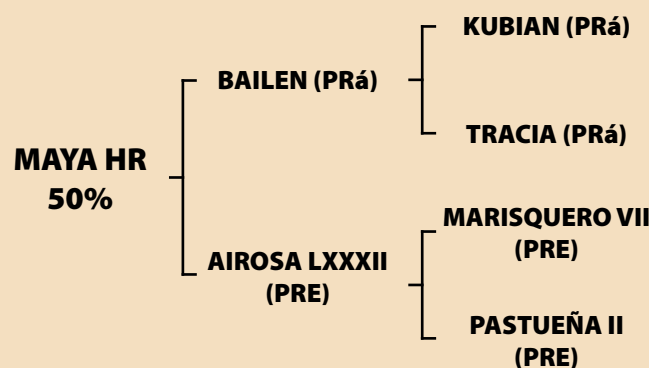 KUBIAN (PRá)
BAILEN (PRá)
TRACIA (PRá)
MAYA HR
50%
MARISQUERO VII
(PRE)
AIROSA LXXXII
(PRE)
PASTUEÑA II
(PRE)